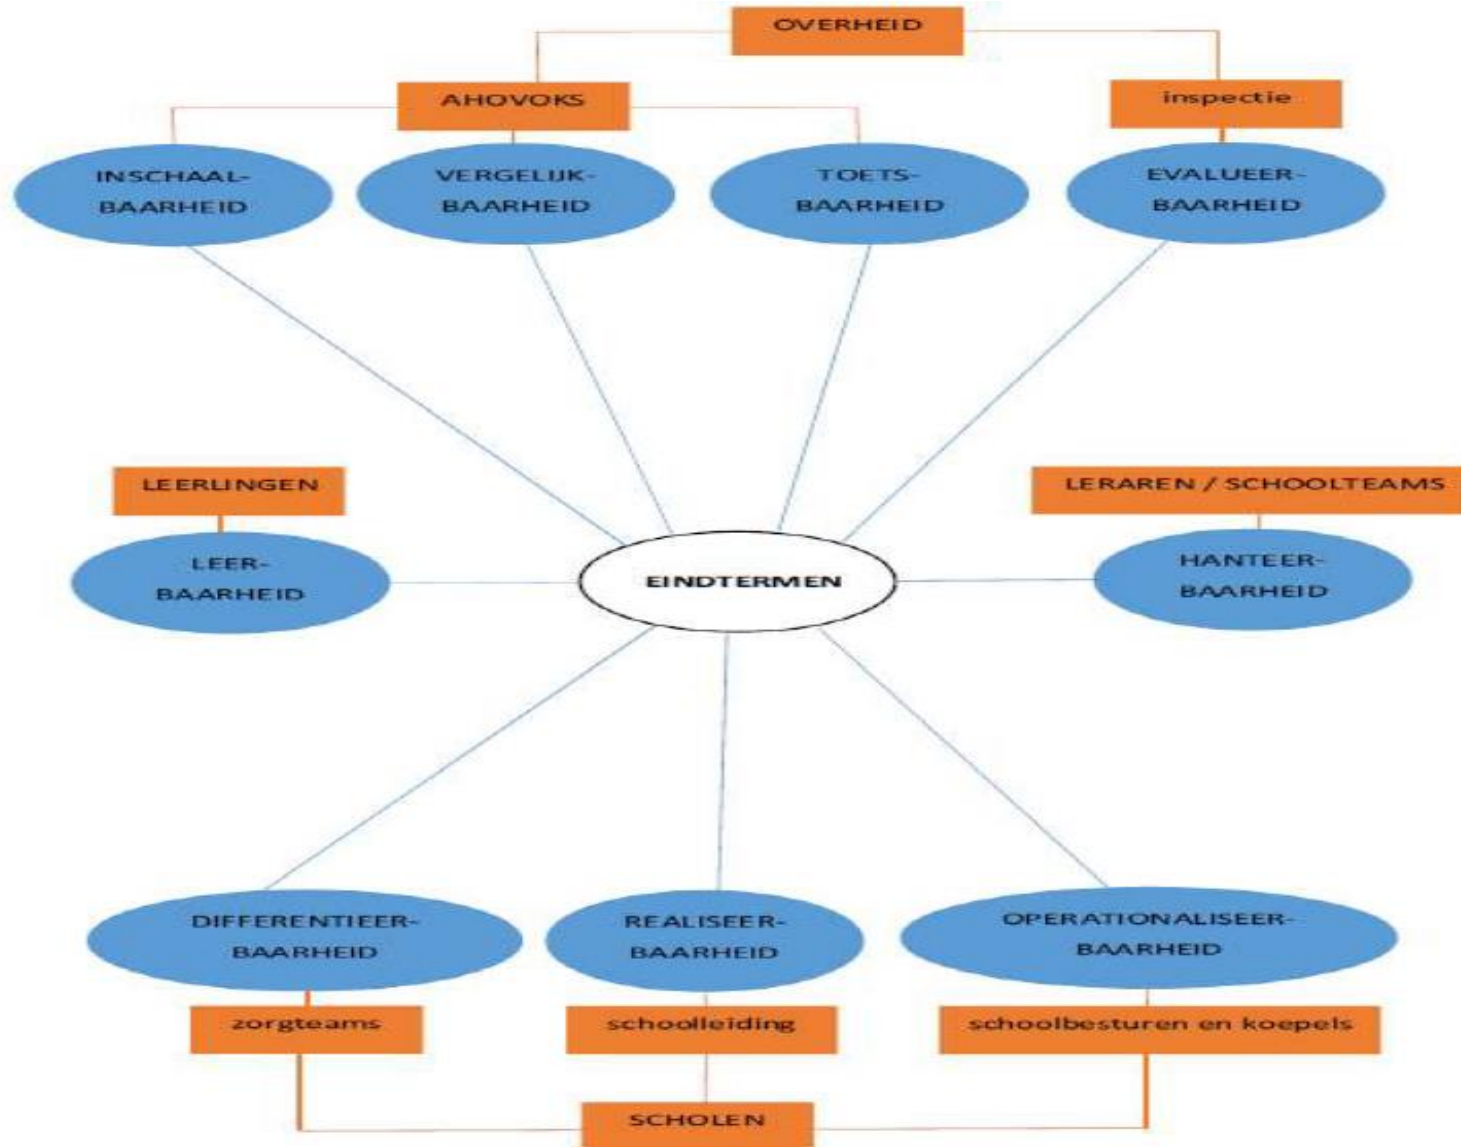 OVERHEID
AHOVOKS
inspectie
INSCHAAL-
BAARHEID
VERGELIJK-
BAARHEID
TOETS-
BAARHEID
EVALUEER-
BAARHEID
LEERLINGEN
LERAREN / SCHOOLTEAMS
LEER-
BAARHEID
EINDTERMEN
HANTEER-
BAARHEID
DIFFERENTIEER-
BAARHEID
REALISEER-
BAARHEID
OPERATIONALISEER-
BAARHEID
zorgteams
schoolleiding
schoolbesturen en koepels
SCHOLEN